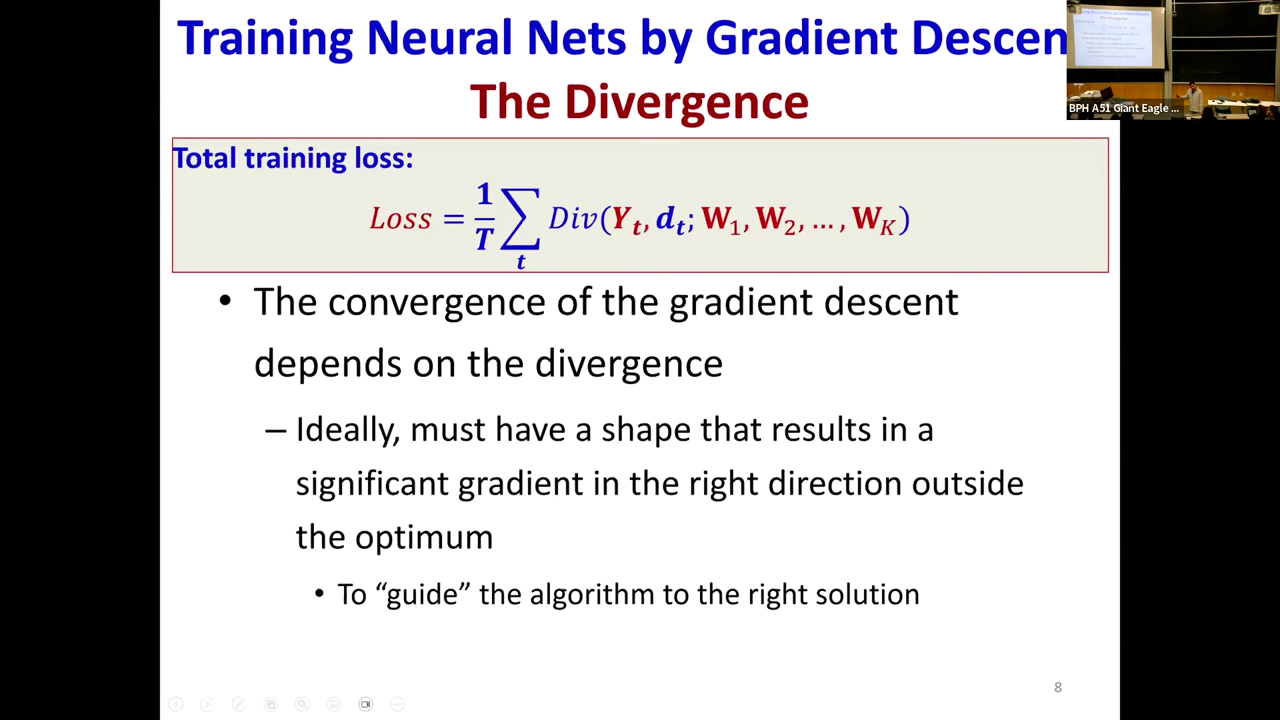 Training Neural Nets by Gradient Descen
The Divergence
Total training loss:
Loss = 1/T ∑_t Div(Y_t, d_t; W_1, W_2, …, W_K)
• The convergence of the gradient descent
depends on the divergence
– Ideally, must have a shape that results in a
significant gradient in the right direction outside
the optimum
• To “guide” the algorithm to the right solution
8
BPH A51 Giant Eagle ...